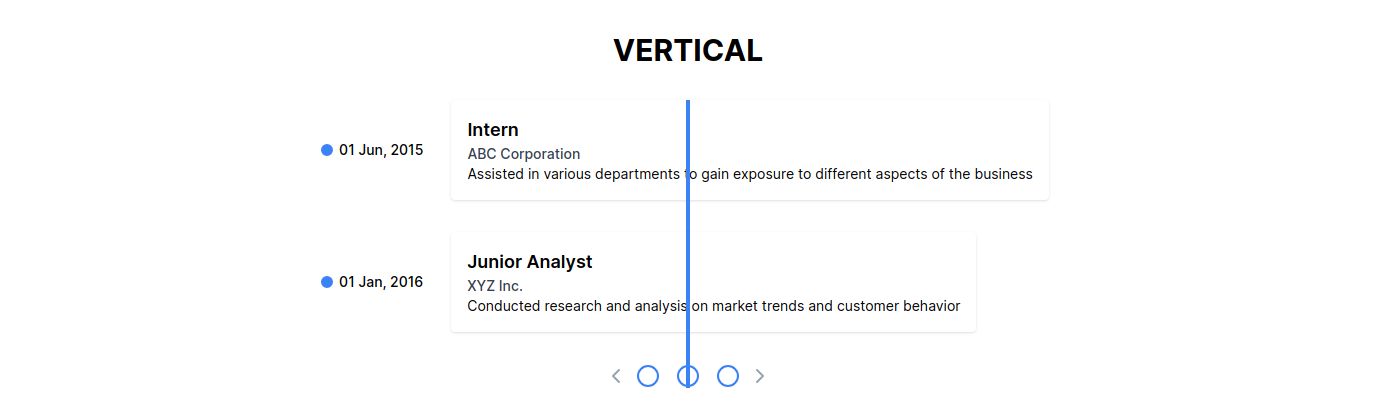 VERTICAL
01 Jun, 2015
Intern
ABC Corporation
Assisted in various departments to gain exposure to different aspects of the business
01 Jan, 2016
Junior Analyst
XYZ Inc.
Conducted research and analysis on market trends and customer behavior